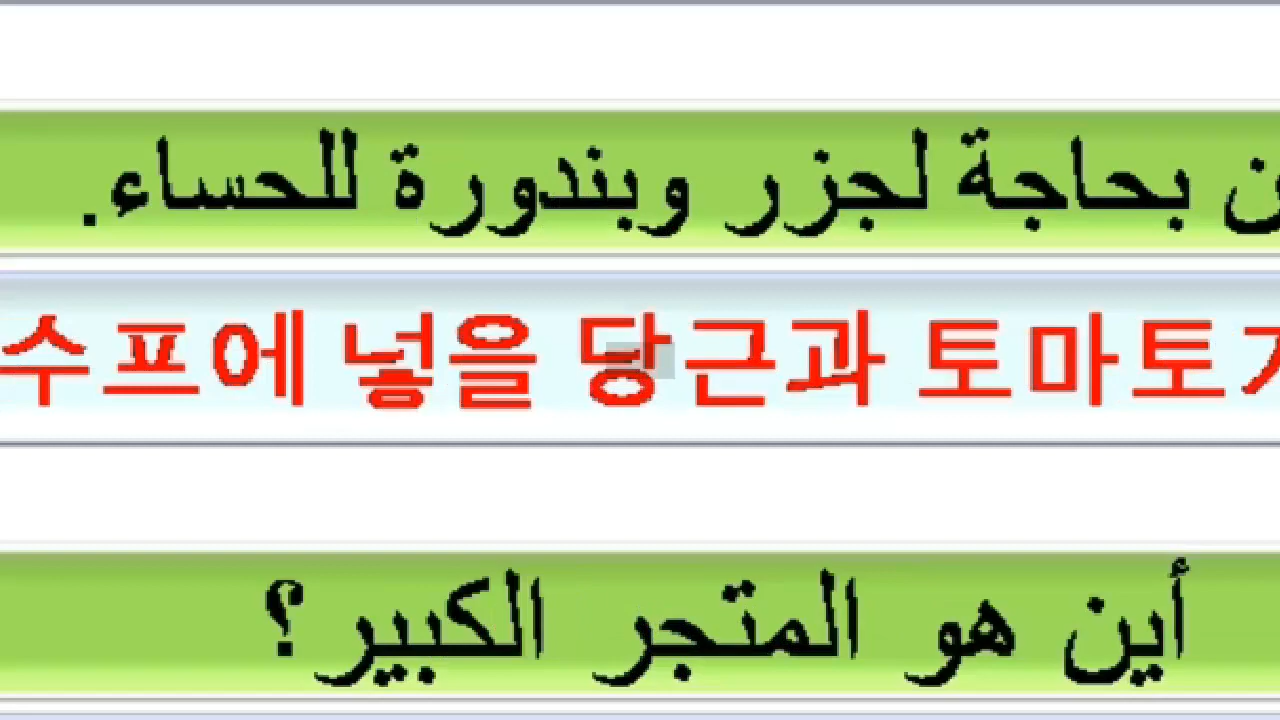 بحاجة لجزر وبندورة للحساء.
수프에 넣을 당근과 토마토가
أين هو المتجر الكبير؟